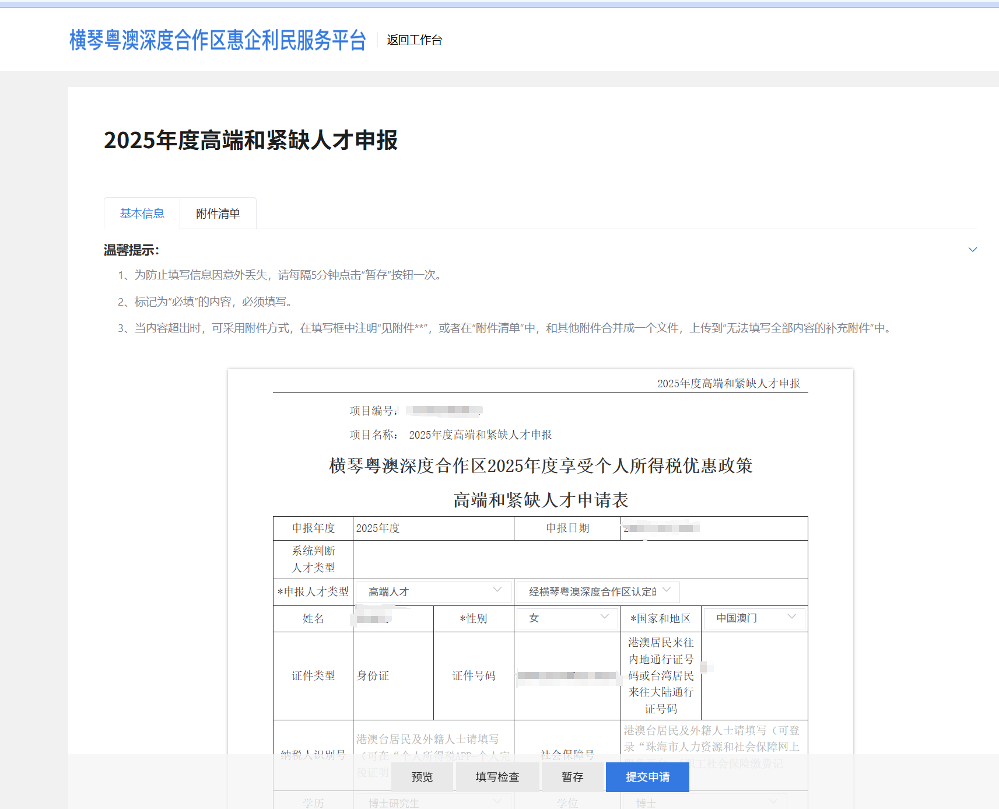 横琴粤澳深度合作区惠企利民服务平台 返回工作台
2025年度高端和紧缺人才申报
基本信息 附件清单
温馨提示：
1、为防止填写信息因意外丢失，请每隔5分钟点击“暂存”按钮一次。
2、标记为“必填”的内容，必须填写。
3、当内容超出时，可采用附件方式，在填写框中注明“见附件**”，或者在“附件清单”中，和其他附件合并成一个文件，上传到“无法填写全部内容的补充附件”中。
2025年度高端和紧缺人才申报
项目编号：
项目名称： 2025年度高端和紧缺人才申报
横琴粤澳深度合作区2025年度享受个人所得税优惠政策
高端和紧缺人才申请表
申报年度 2025年度 申报日期
系统判断
人才类型
*申报人才类型 高端人才 经横琴粤澳深度合作区认定的
姓名 *性别 女 *国家和地区 中国澳门
证件类型 身份证 证件号码
港澳居民来往
内地通行证号
码或台湾居民
来往大陆通行
证号码
纳税人识别号
港澳台居民及外籍人士请填写
（可在“个人所得税APP-个人完
税证明
社会保障号
港澳台居民及外籍人士请填写（可登
录“珠海市人力资源和社会保障网上
职工社会保险缴费记
预览 填写检查 暂存 提交申请
学历 博士研究生 学位 博士